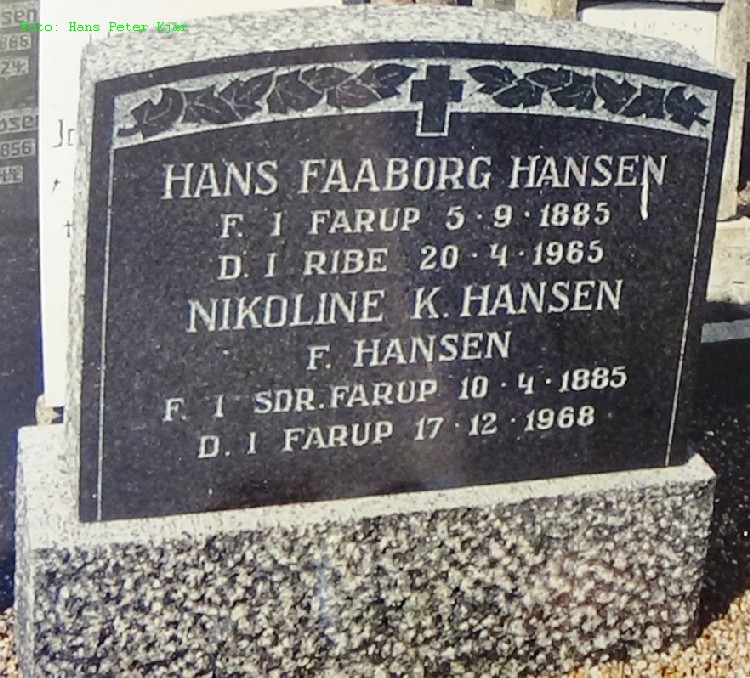 Foto: Hans Peter Kjær
HANS FAABORG HANSEN
F. I FARUP 5·9·1885
D. I RIBE 20·4·1965
NIKOLINE K. HANSEN
F. HANSEN
F. I SDR. FARUP 10·4·1885
D. I FARUP 17·12·1968